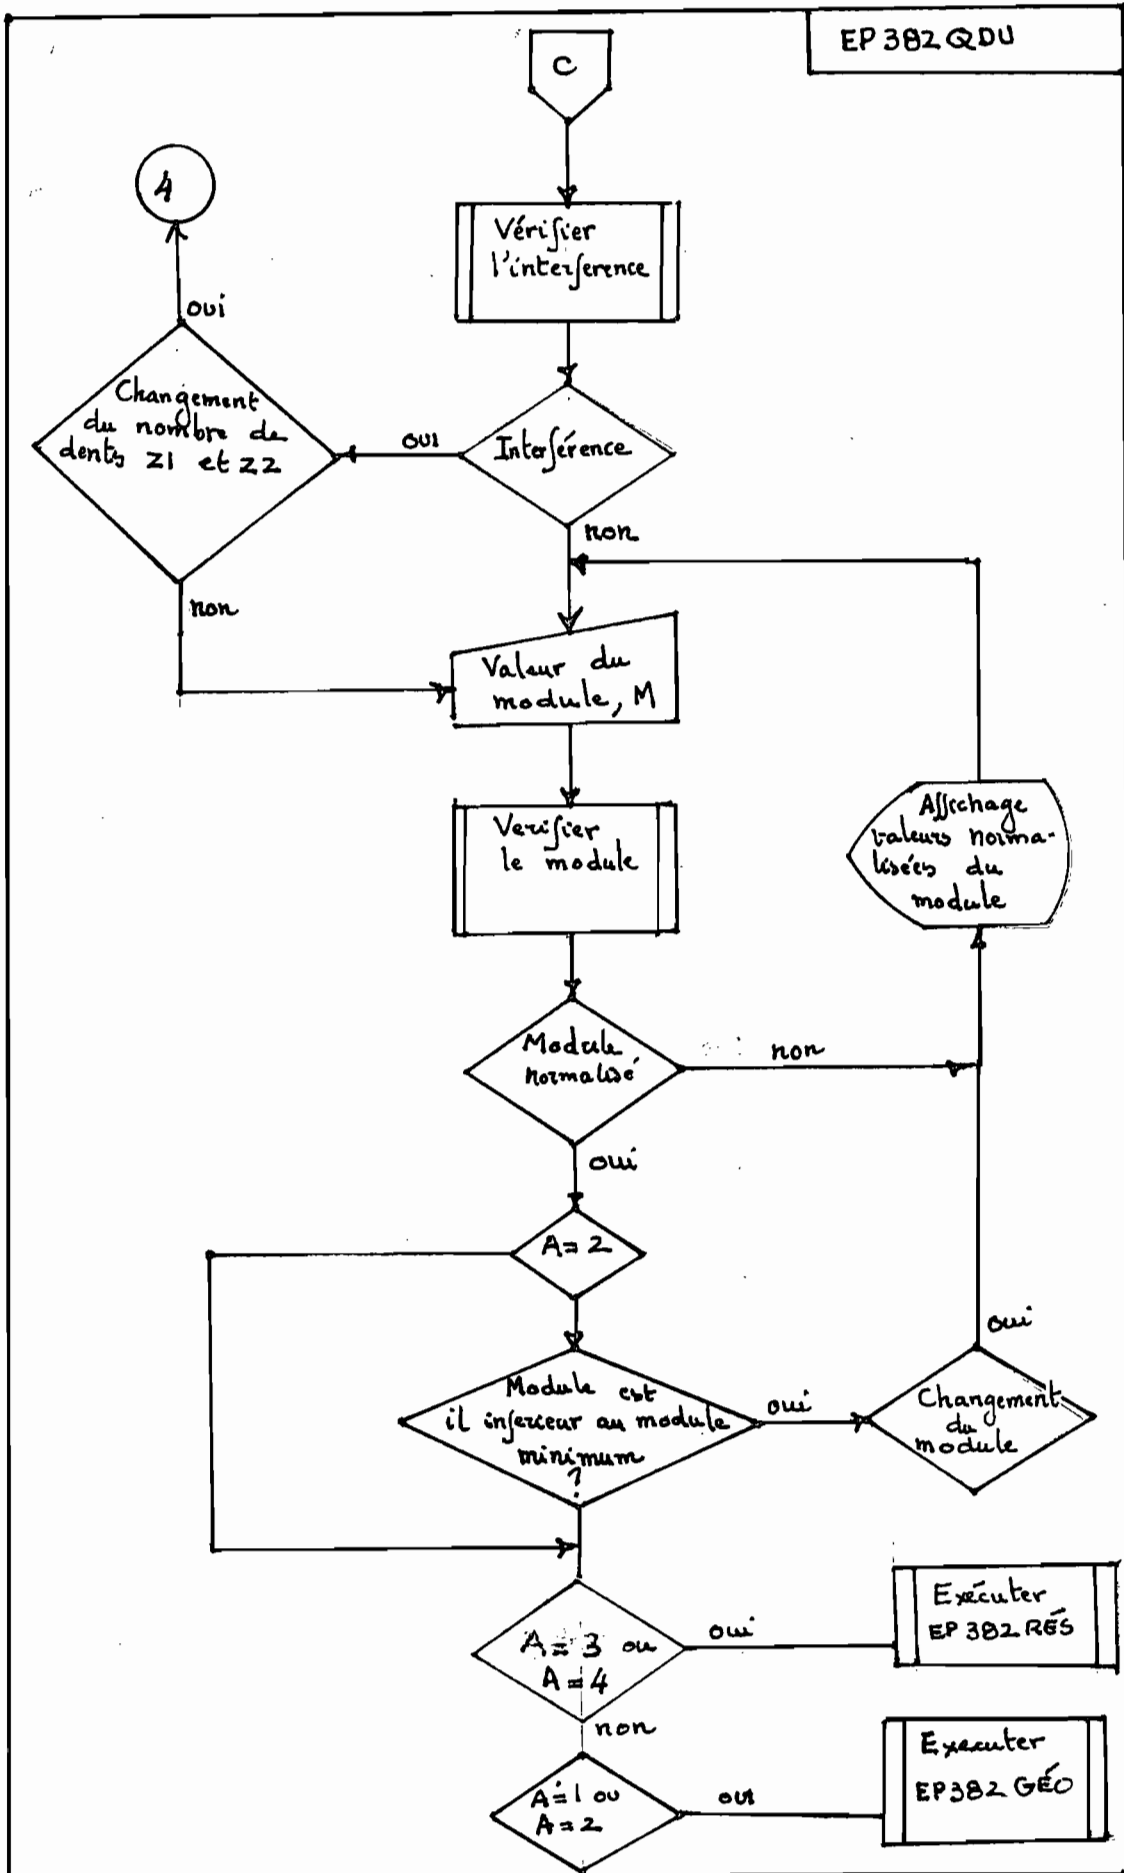 EP 382 QDU
C
4
Vérifier
l'interference
oui
Changement
du nombre de
dents Z1 et Z2
oui
Interférence
non
non
Valeur du
module, M
Verifier
le module
Affichage
valeurs norma-
lisées du
module
Module
normalisé
non
oui
A = 2
oui
Module est
il inferieur au module
minimum
?
oui
Changement
du
module
A = 3 ou
A = 4
oui
Exécuter
EP 382 RÉS
non
A = 1 ou
A = 2
oui
Executer
EP 382 GÉO